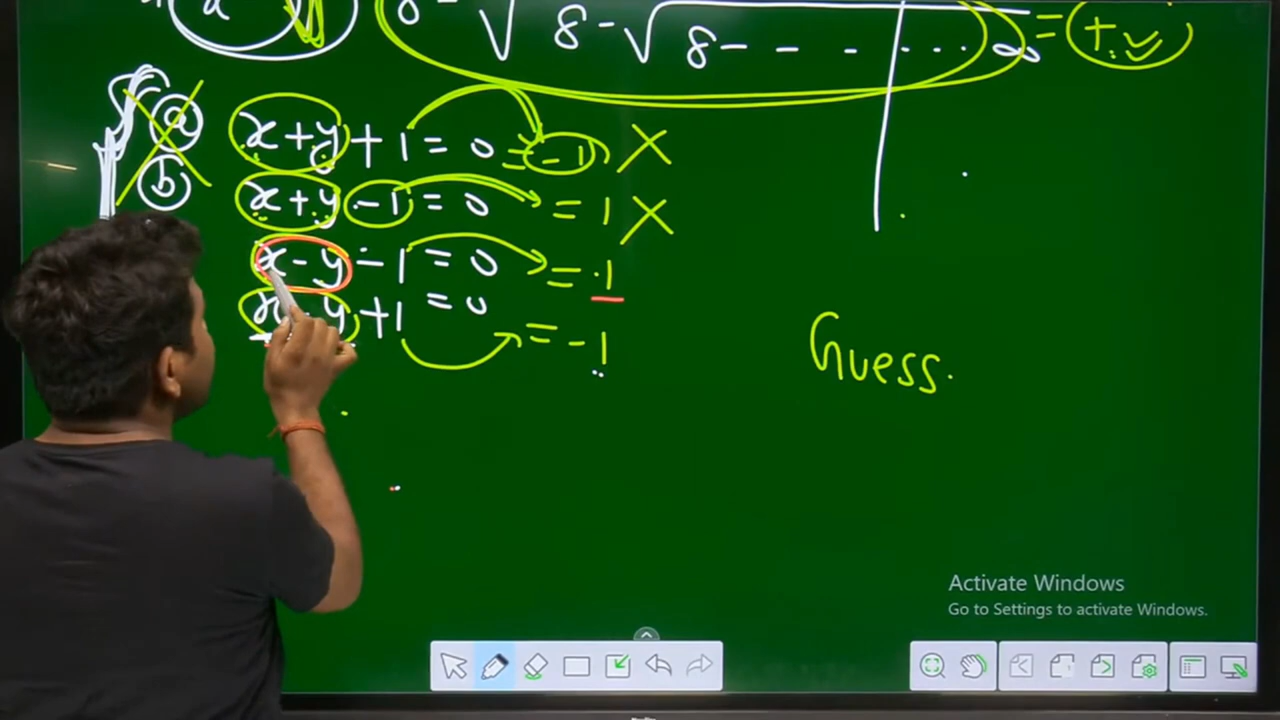 8 - √ 8 - √ 8 - - - - ... ∞ = +.ve
ⓐ x + y + 1 = 0 = -1 ×
ⓑ x + y - 1 = 0 = 1 ×
x - y - 1 = 0 = 1
x - y + 1 = 0 = -1
Guess.
Activate Windows
Go to Settings to activate Windows.